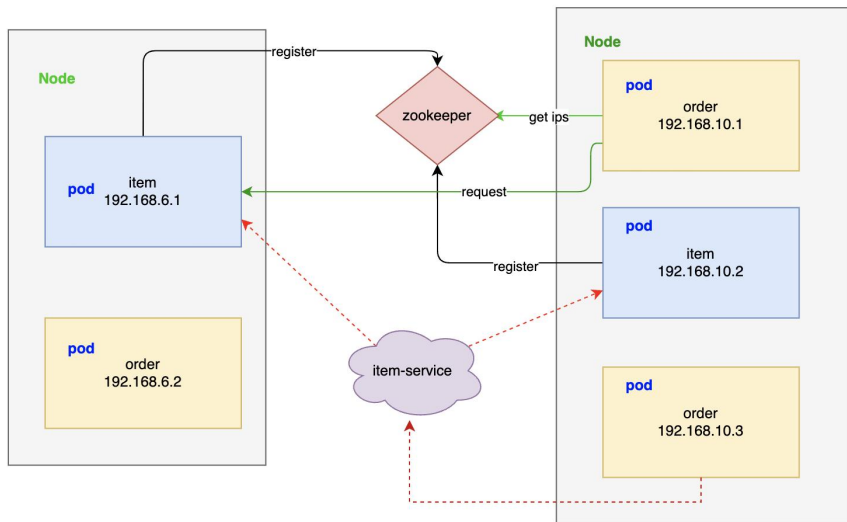 Node
register
pod
item
192.168.6.1
pod
order
192.168.6.2
zookeeper
get ips
request
register
item-service
Node
pod
order
192.168.10.1
pod
item
192.168.10.2
pod
order
192.168.10.3